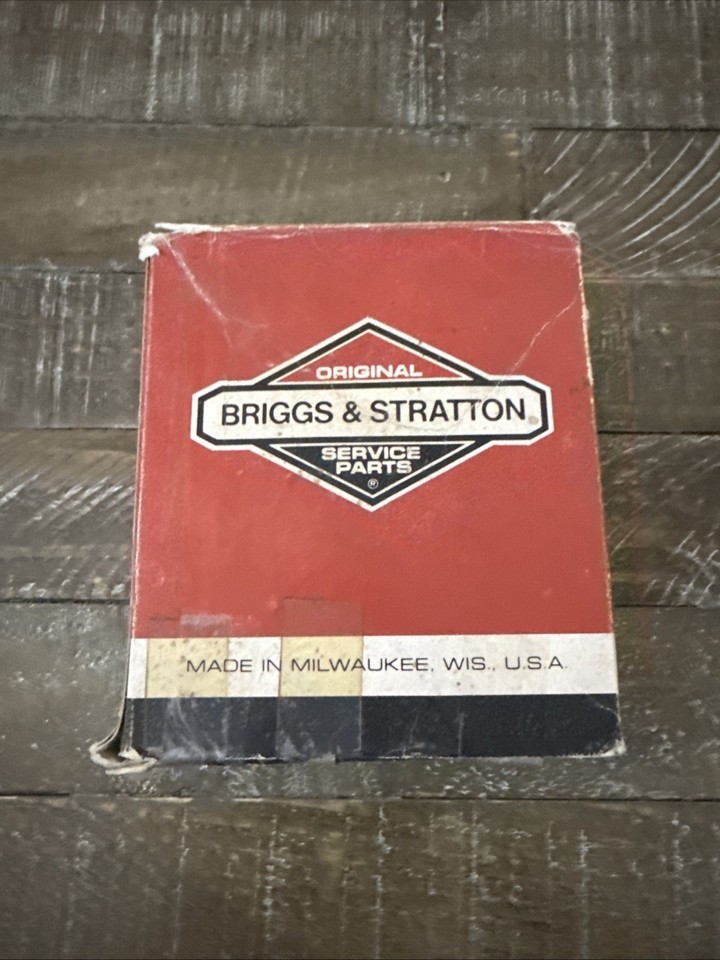 ORIGINAL
BRIGGS & STRATTON
SERVICE
PARTS
®
MADE IN MILWAUKEE, WIS., U.S.A.